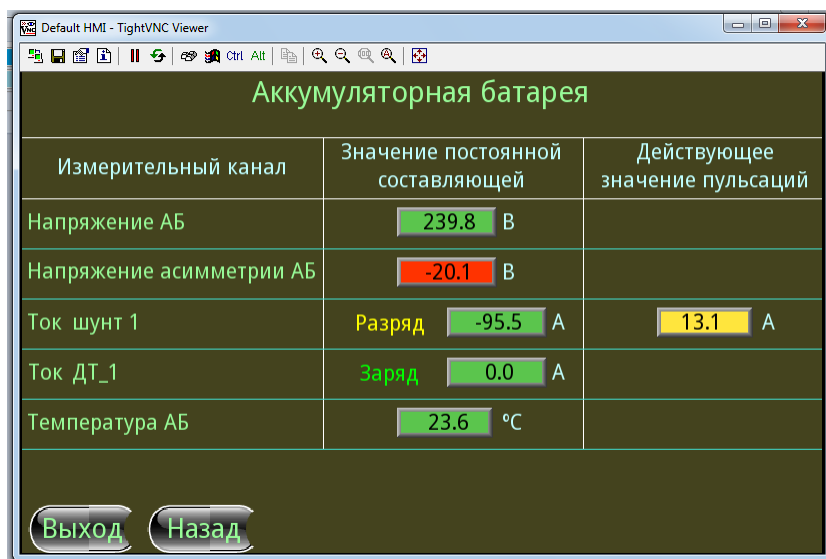 Default HMI - TightVNC Viewer
Ctrl Alt
Аккумуляторная батарея
Измерительный канал
Значение постоянной
составляющей
Действующее
значение пульсаций
Напряжение АБ 239.8 В
Напряжение асимметрии АБ -20.1 В
Ток шунт 1 Разряд -95.5 А 13.1 А
Ток ДТ_1 Заряд 0.0 А
Температура АБ 23.6 °С
Выход Назад